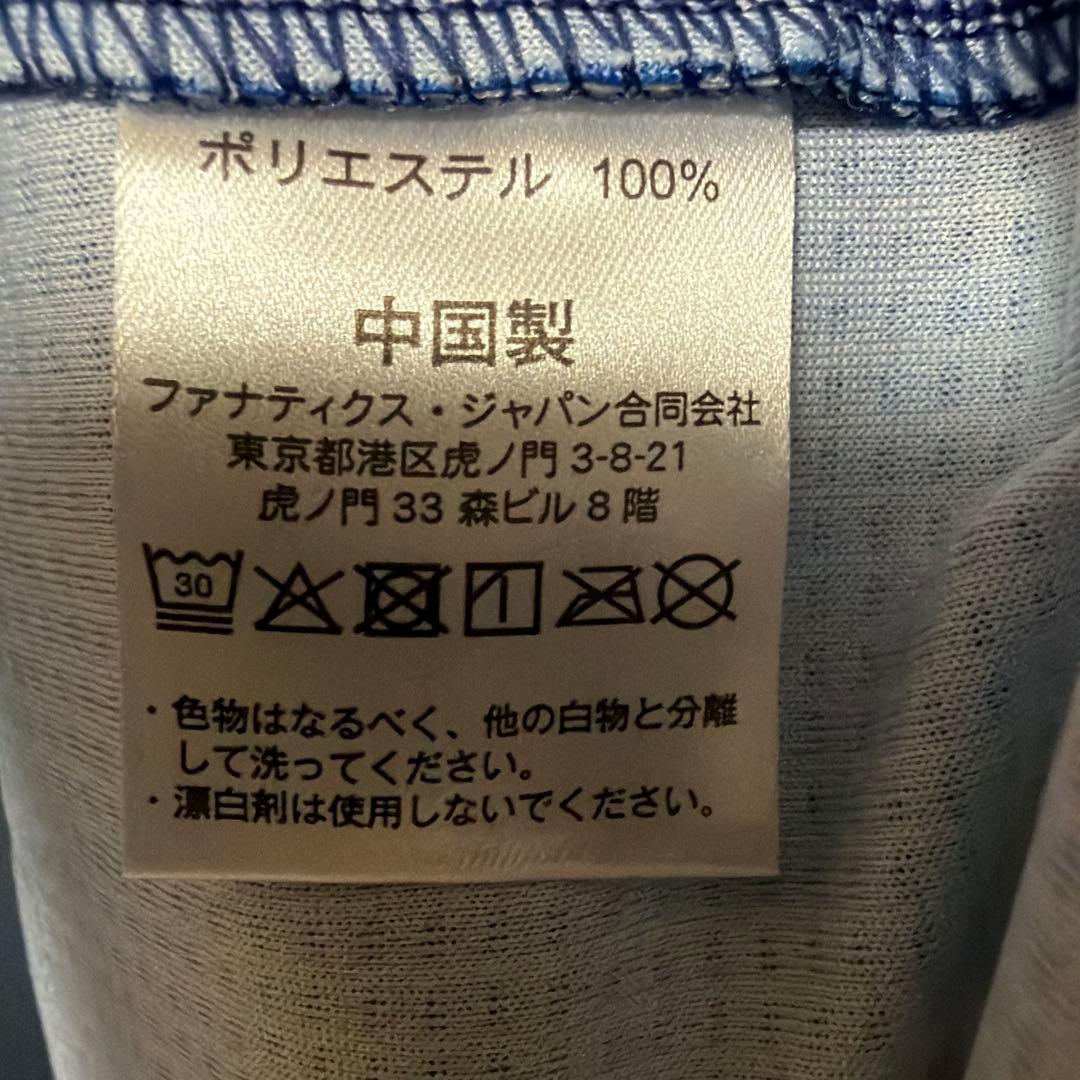 ポリエステル 100%
中国製
ファナティクス・ジャパン合同会社
東京都港区虎ノ門 3-8-21
虎ノ門 33 森ビル 8 階
30
・色物はなるべく、他の白物と分離
して洗ってください。
・漂白剤は使用しないでください。